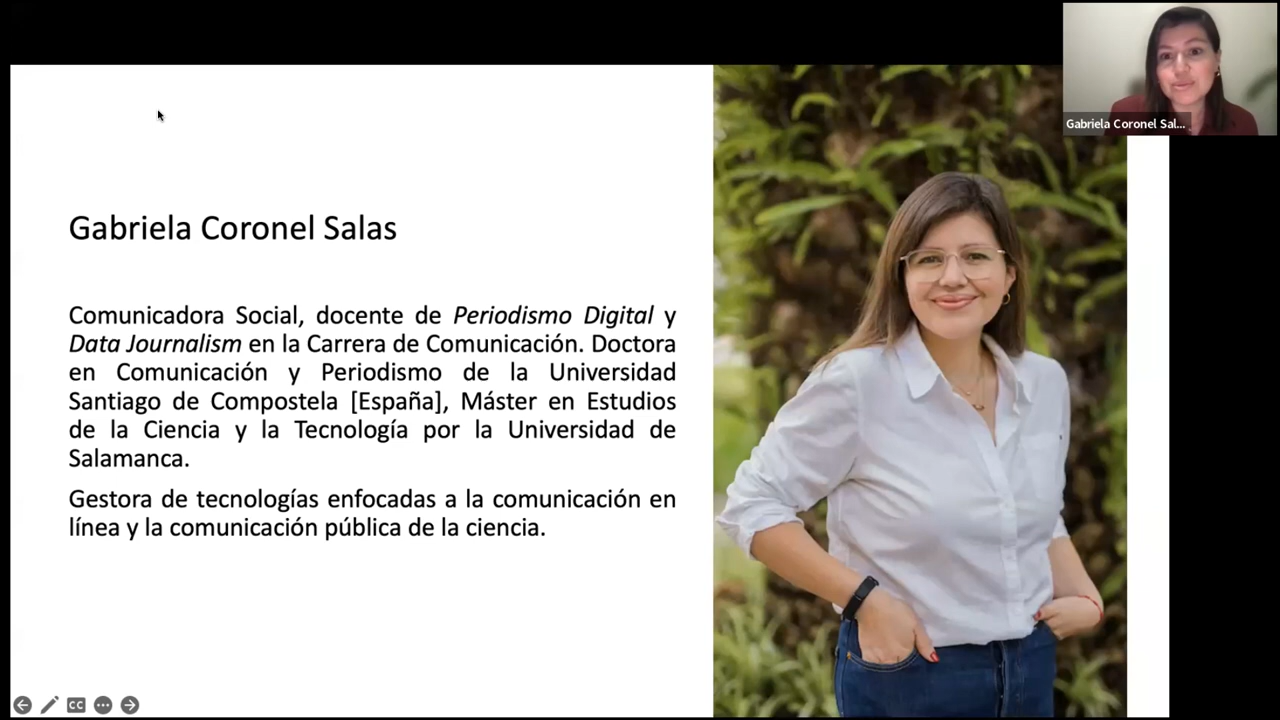 Gabriela Coronel Sal...
Gabriela Coronel Salas
Comunicadora Social, docente de Periodismo Digital y
Data Journalism en la Carrera de Comunicación. Doctora
en Comunicación y Periodismo de la Universidad
Santiago de Compostela [España], Máster en Estudios
de la Ciencia y la Tecnología por la Universidad de
Salamanca.
Gestora de tecnologías enfocadas a la comunicación en
línea y la comunicación pública de la ciencia.
CC